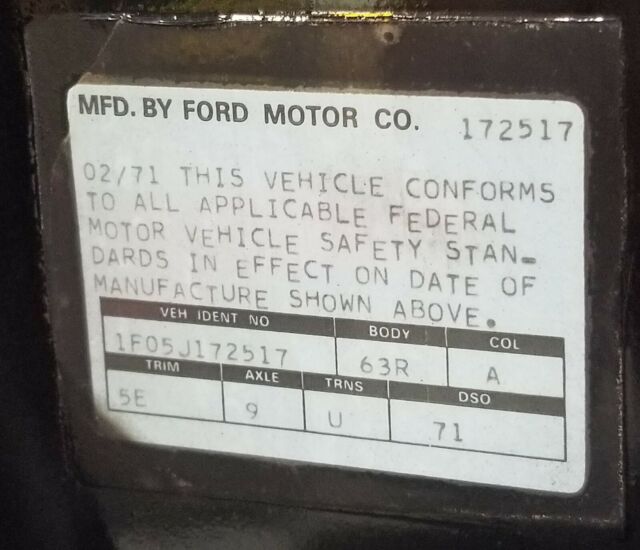 MFD. BY FORD MOTOR CO. 172517
02/71 THIS VEHICLE CONFORMS
TO ALL APPLICABLE FEDERAL
MOTOR VEHICLE SAFETY STAN-
DARDS IN EFFECT ON DATE OF
MANUFACTURE SHOWN ABOVE.
VEH IDENT NO BODY COL
1F05J172517 63R A
TRIM AXLE TRNS DSO
5E 9 U 71